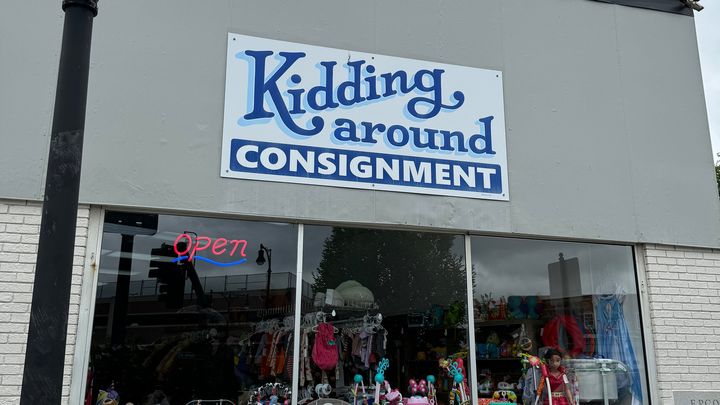 Kidding
around
CONSIGNMENT
Open